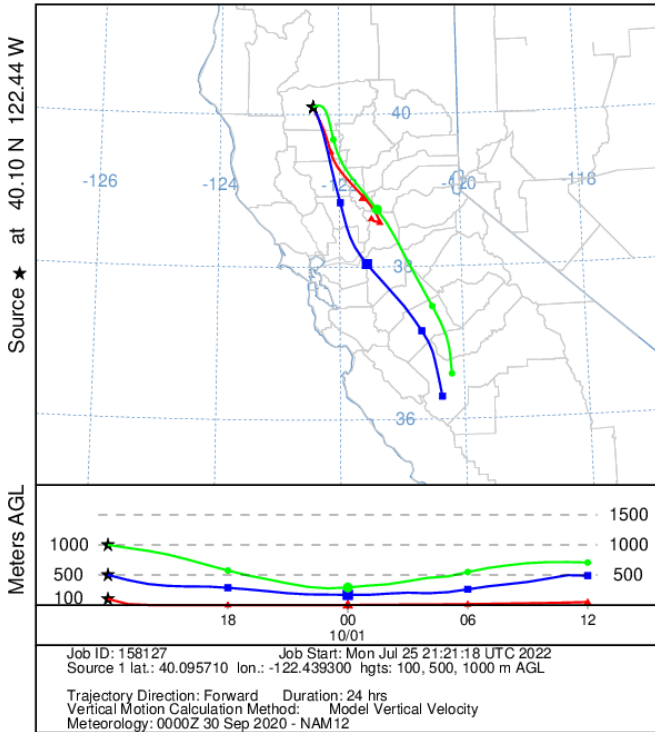 Source ★ at 40.10 N 122.44 W
40
-126
-124
-122
-120
-118
38
36
Meters AGL
1500
1000
1000
500
500
100
18
00
06
12
10/01
Job ID: 158127 Job Start: Mon Jul 25 21:21:18 UTC 2022
Source 1 lat.: 40.095710 lon.: -122.439300 hgts: 100, 500, 1000 m AGL
Trajectory Direction: Forward Duration: 24 hrs
Vertical Motion Calculation Method: Model Vertical Velocity
Meteorology: 0000Z 30 Sep 2020 - NAM12